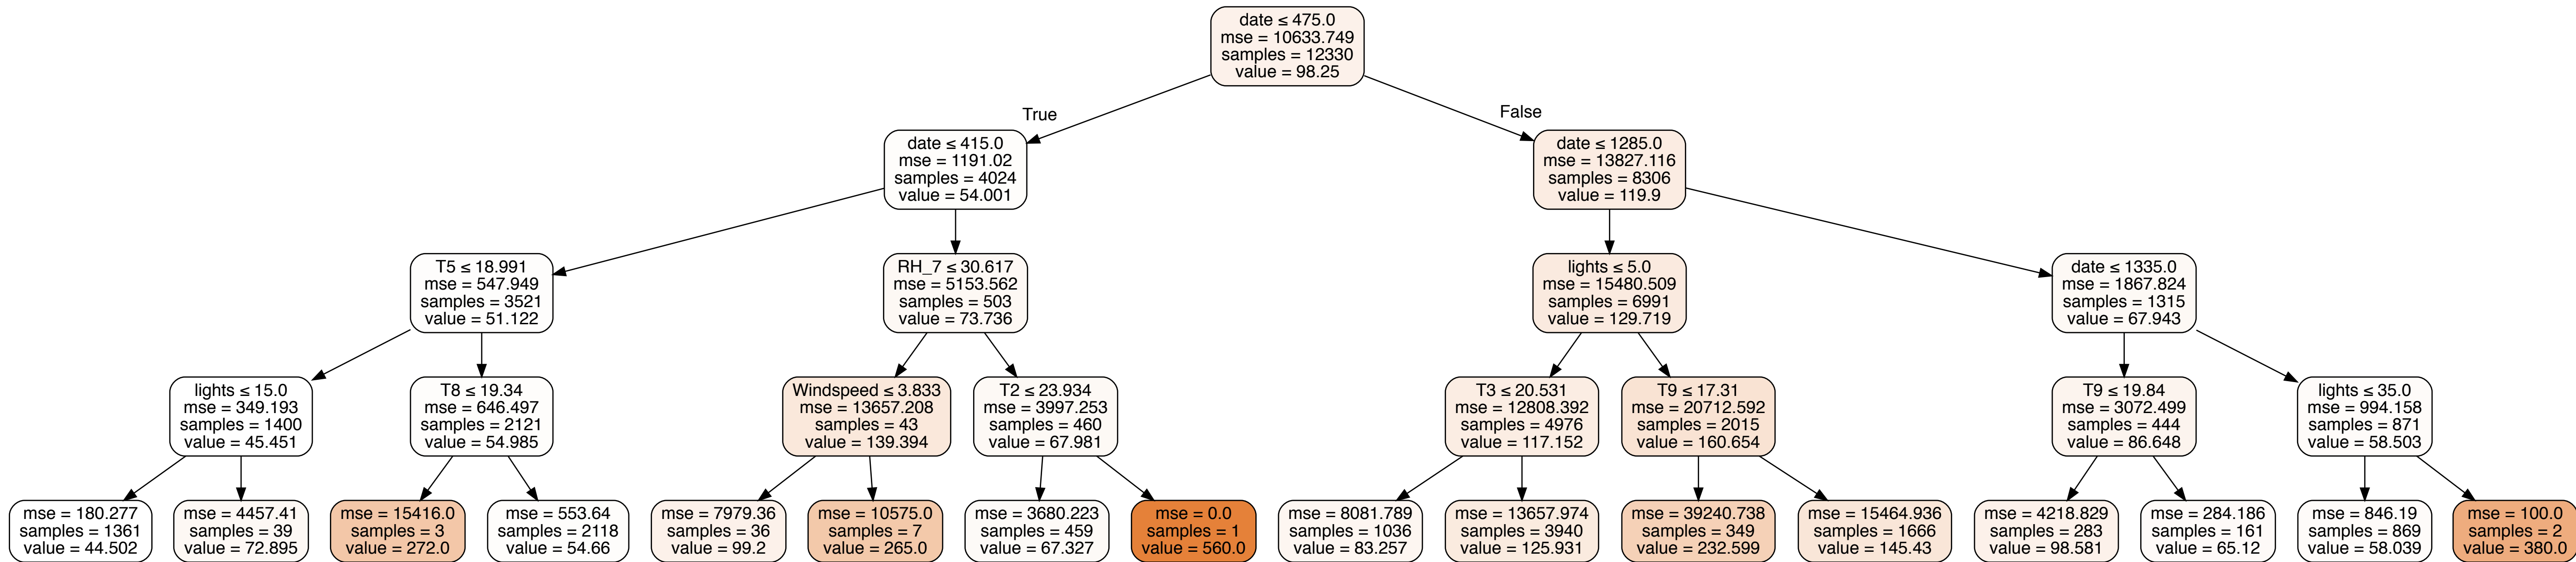 date ≤ 475.0
mse = 10633.749
samples = 12330
value = 98.25
True
False
date ≤ 415.0
mse = 1191.02
samples = 4024
value = 54.001
date ≤ 1285.0
mse = 13827.116
samples = 8306
value = 119.9
T5 ≤ 18.991
mse = 547.949
samples = 3521
value = 51.122
RH_7 ≤ 30.617
mse = 5153.562
samples = 503
value = 73.736
lights ≤ 5.0
mse = 15480.509
samples = 6991
value = 129.719
date ≤ 1335.0
mse = 1867.824
samples = 1315
value = 67.943
lights ≤ 15.0
mse = 349.193
samples = 1400
value = 45.451
T8 ≤ 19.34
mse = 646.497
samples = 2121
value = 54.985
Windspeed ≤ 3.833
mse = 13657.208
samples = 43
value = 139.394
T2 ≤ 23.934
mse = 3997.253
samples = 460
value = 67.981
T3 ≤ 20.531
mse = 12808.392
samples = 4976
value = 117.152
T9 ≤ 17.31
mse = 20712.592
samples = 2015
value = 160.654
T9 ≤ 19.84
mse = 3072.499
samples = 444
value = 86.648
lights ≤ 35.0
mse = 994.158
samples = 871
value = 58.503
mse = 180.277
samples = 1361
value = 44.502
mse = 4457.41
samples = 39
value = 72.895
mse = 15416.0
samples = 3
value = 272.0
mse = 553.64
samples = 2118
value = 54.66
mse = 7979.36
samples = 36
value = 99.2
mse = 10575.0
samples = 7
value = 265.0
mse = 3680.223
samples = 459
value = 67.327
mse = 0.0
samples = 1
value = 560.0
mse = 8081.789
samples = 1036
value = 83.257
mse = 13657.974
samples = 3940
value = 125.931
mse = 39240.738
samples = 349
value = 232.599
mse = 15464.936
samples = 1666
value = 145.43
mse = 4218.829
samples = 283
value = 98.581
mse = 284.186
samples = 161
value = 65.12
mse = 846.19
samples = 869
value = 58.039
mse = 100.0
samples = 2
value = 380.0